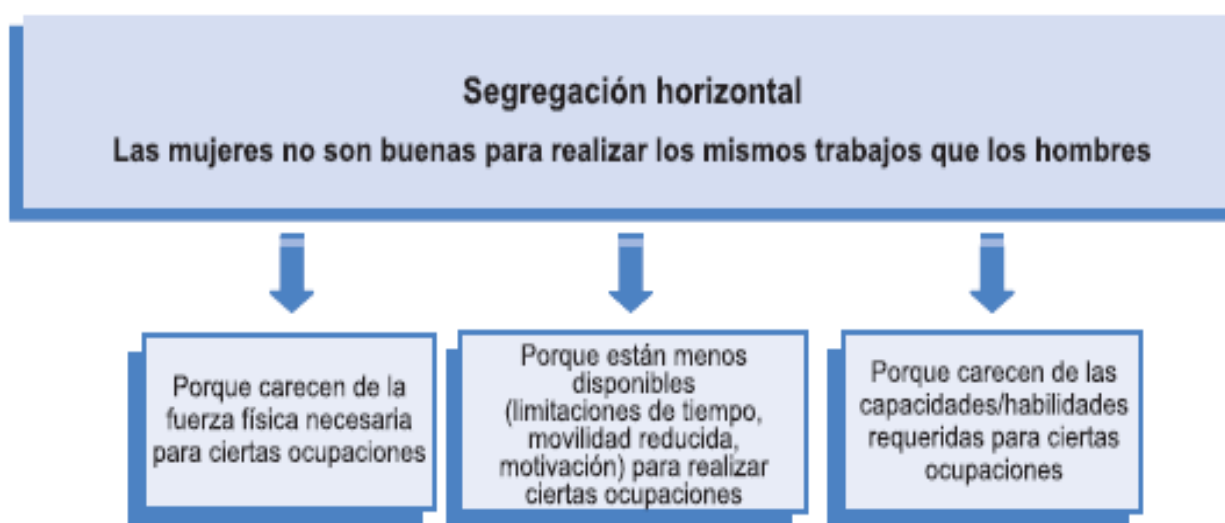 Segregación horizontal
Las mujeres no son buenas para realizar los mismos trabajos que los hombres
Porque carecen de la
fuerza física necesaria
para ciertas ocupaciones
Porque están menos
disponibles
(limitaciones de tiempo,
movilidad reducida,
motivación) para realizar
ciertas ocupaciones
Porque carecen de las
capacidades/habilidades
requeridas para ciertas
ocupaciones